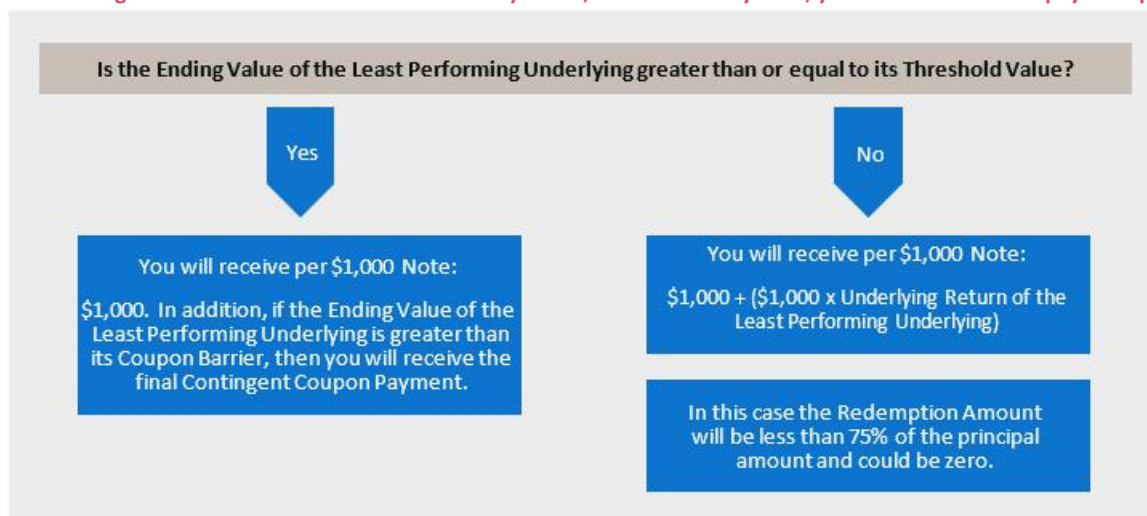 Is the Ending Value of the Least Performing Underlying greater than or equal to its Threshold Value?
Yes
No
You will receive per $1,000 Note:
$1,000. In addition, if the Ending Value of the
Least Performing Underlying is greater than
its Coupon Barrier, then you will receive the
final Contingent Coupon Payment.
You will receive per $1,000 Note:
$1,000 + ($1,000 x Underlying Return of the
Least Performing Underlying)
In this case the Redemption Amount
will be less than 75% of the principal
amount and could be zero.